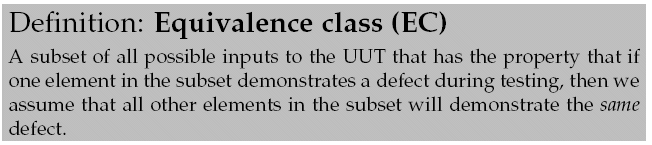 Definition: Equivalence class (EC)
A subset of all possible inputs to the UUT that has the property that if
one element in the subset demonstrates a defect during testing, then we
assume that all other elements in the subset will demonstrate the same
defect.